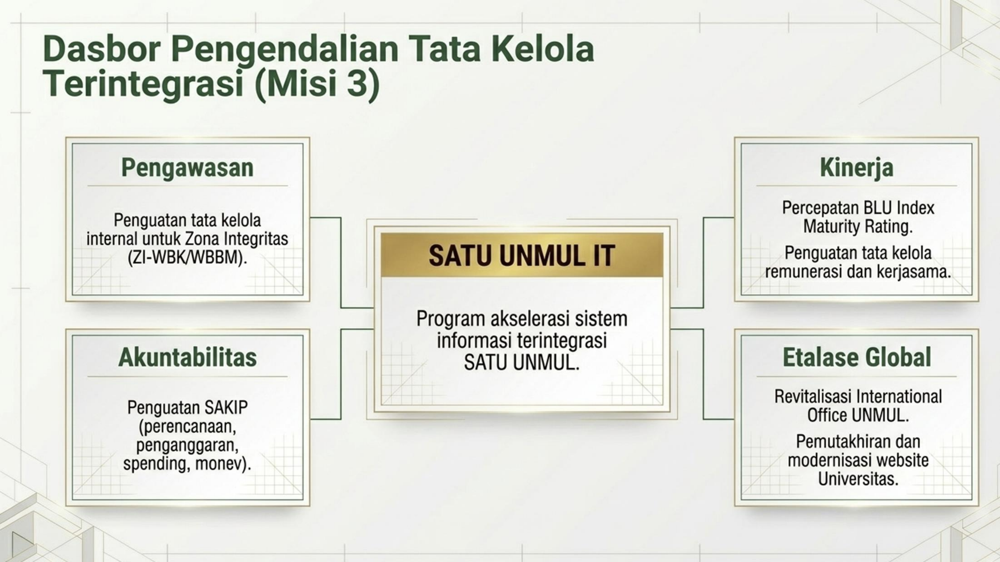 Dasbor Pengendalian Tata Kelola
Terintegrasi (Misi 3)
Pengawasan
Penguatan tata kelola
internal untuk Zona Integritas
(ZI-WBK/WBBM).
Akuntabilitas
Penguatan SAKIP
(perencanaan,
penganggaran,
spending, monev).
SATU UNMUL IT
Program akselerasi sistem
informasi terintegrasi
SATU UNMUL.
Kinerja
Percepatan BLU Index
Maturity Rating.
Penguatan tata kelola
remunerasi dan kerjasama.
Etalase Global
Revitalisasi International
Office UNMUL.
Pemutakhiran dan
modernisasi website
Universitas.